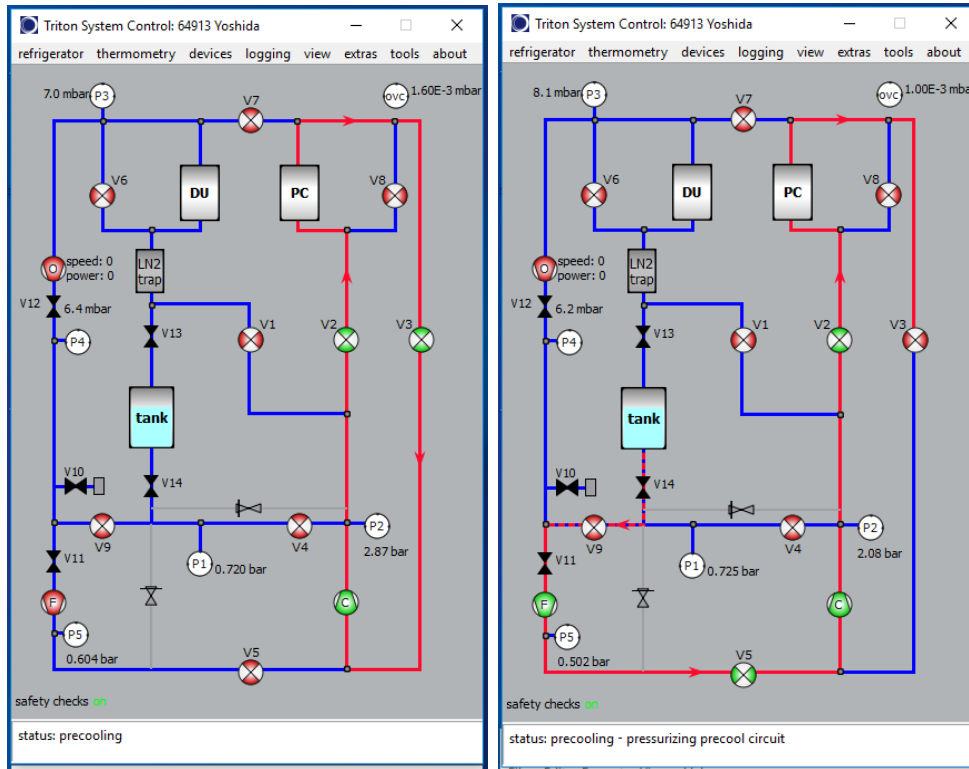 Triton System Control: 64913 Yoshida
refrigerator thermometry devices logging view extras tools about
7.0 mbar P3
V7
ovc 1.60E-3 mbar
V6
DU
PC
V8
LN2
trap
O speed: 0
power: 0
V12
6.4 mbar
P4
V13
V1
V2
V3
tank
V10
V14
V9
P1
0.720 bar
V4
P2
2.87 bar
V11
F
C
P5
0.604 bar
V5
safety checks on
status: precooling
Triton System Control: 64913 Yoshida
refrigerator thermometry devices logging view extras tools about
8.1 mbar P3
V7
ovc 1.00E-3 mbar
V6
DU
PC
V8
LN2
trap
O speed: 0
power: 0
V12
6.2 mbar
P4
V13
V1
V2
V3
tank
V10
V14
V9
P1
0.725 bar
V4
P2
2.08 bar
V11
F
C
P5
0.502 bar
V5
safety checks on
status: precooling - pressurizing precool circuit